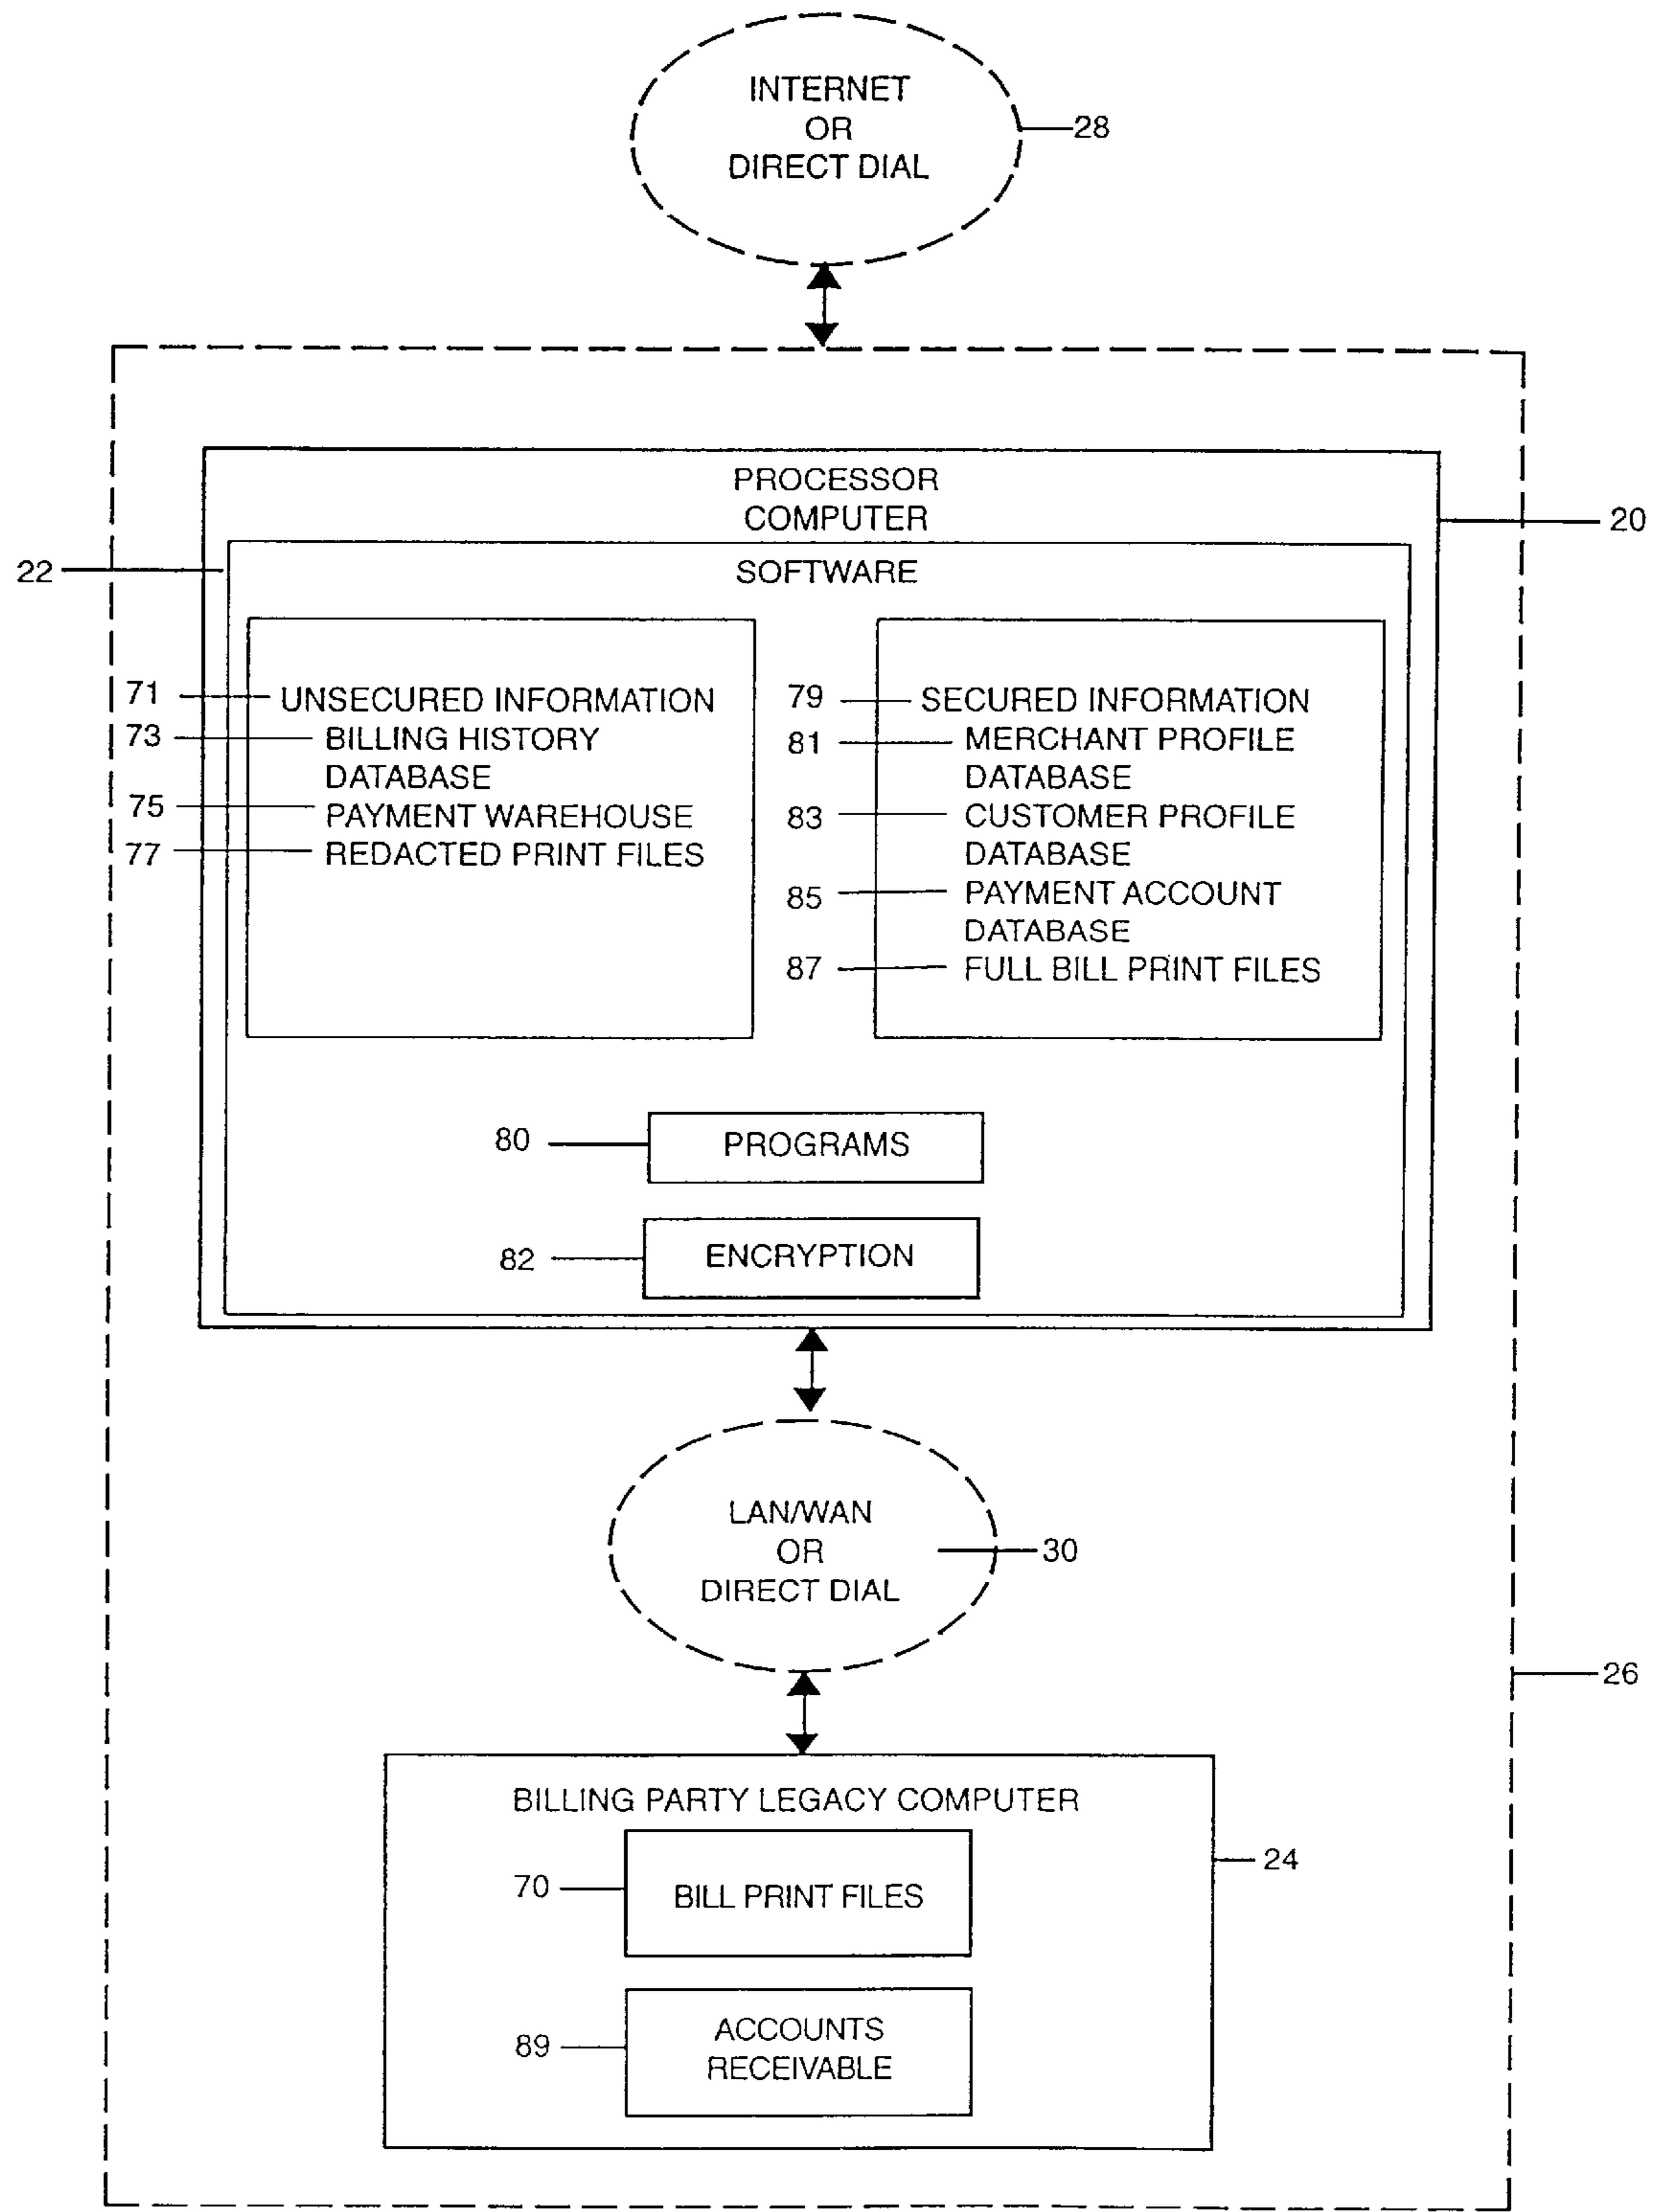 INTERNET
OR
DIRECT DIAL
28
PROCESSOR
COMPUTER
20
22
SOFTWARE
71
UNSECURED INFORMATION
73
BILLING HISTORY
DATABASE
75
PAYMENT WAREHOUSE
77
REDACTED PRINT FILES
79
SECURED INFORMATION
81
MERCHANT PROFILE
DATABASE
83
CUSTOMER PROFILE
DATABASE
85
PAYMENT ACCOUNT
DATABASE
87
FULL BILL PRINT FILES
80
PROGRAMS
82
ENCRYPTION
LAN/WAN
OR
DIRECT DIAL
30
26
BILLING PARTY LEGACY COMPUTER
24
70
BILL PRINT FILES
89
ACCOUNTS
RECEIVABLE